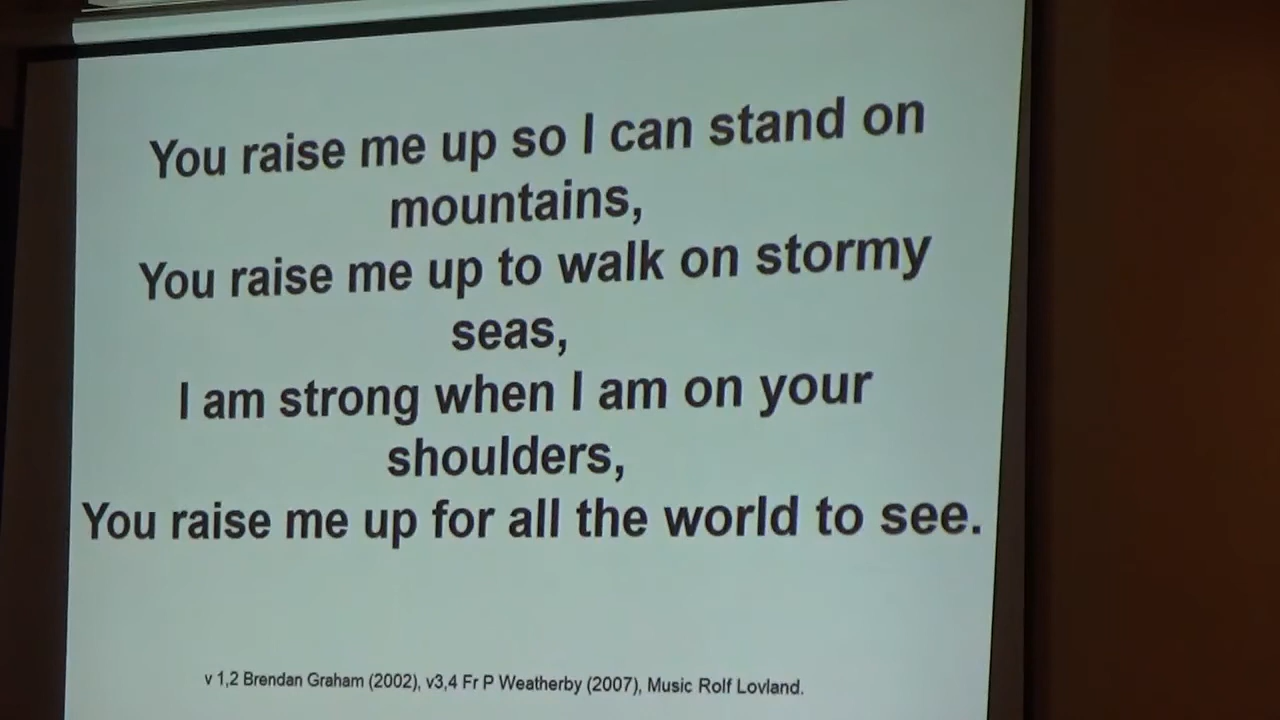 You raise me up so I can stand on
mountains,
You raise me up to walk on stormy
seas,
I am strong when I am on your
shoulders,
You raise me up for all the world to see.
v 1,2 Brendan Graham (2002), v3,4 Fr P Weatherby (2007), Music Rolf Lovland.